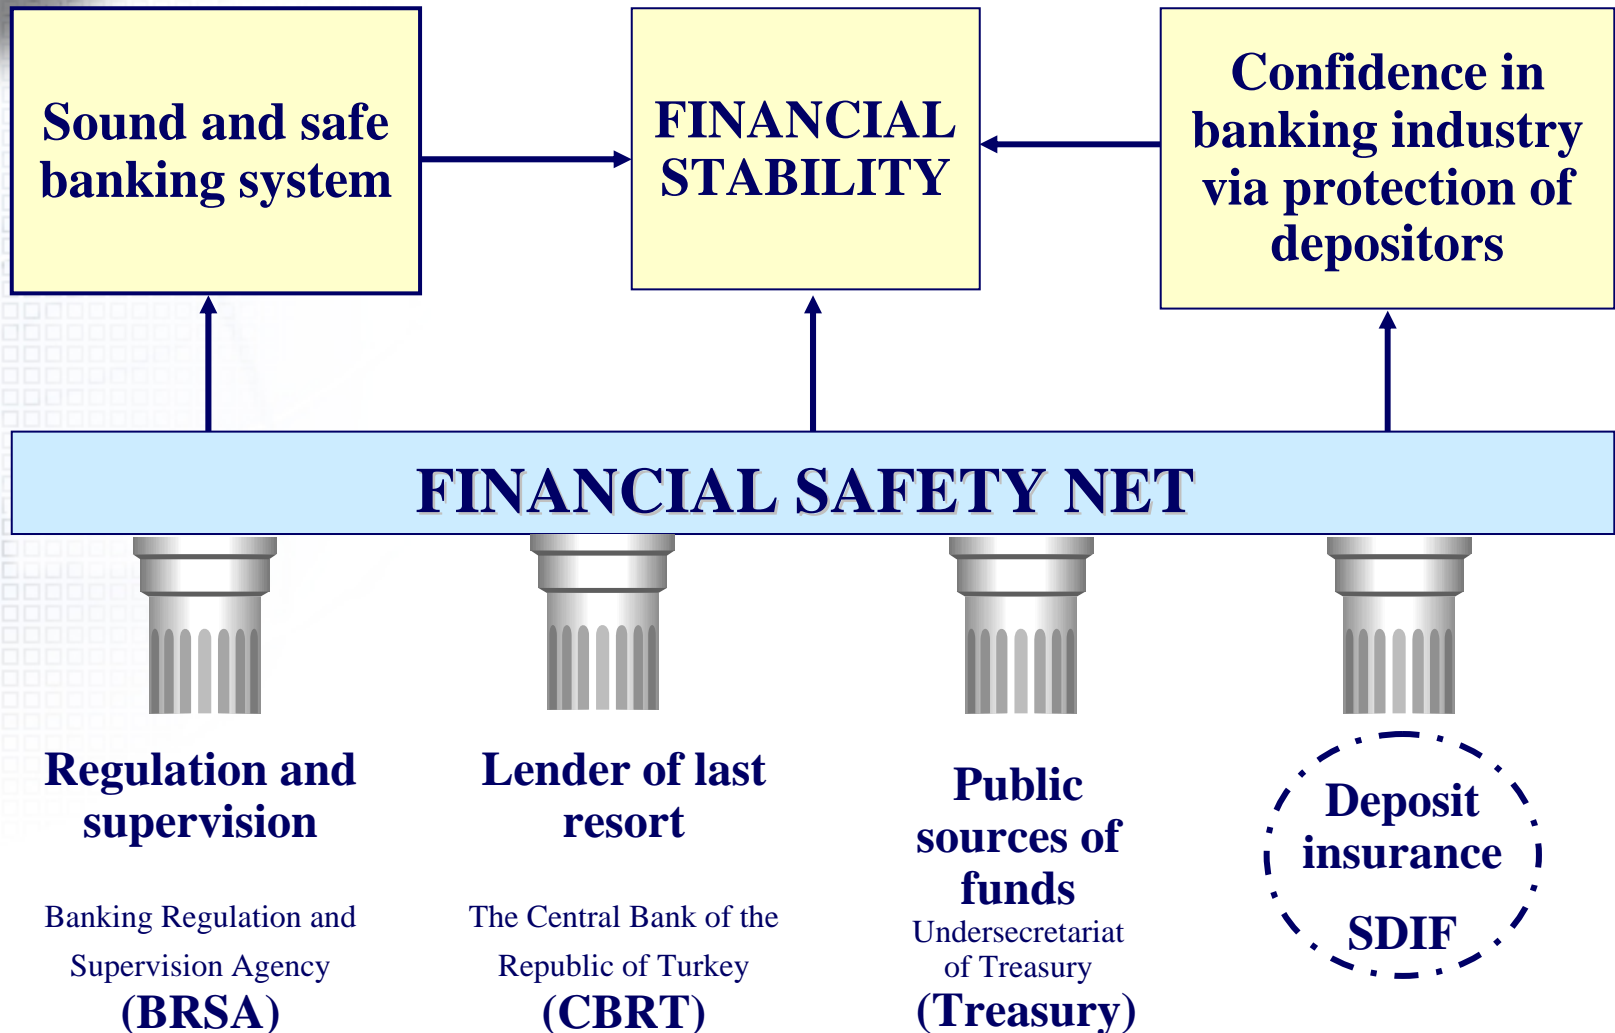 Sound and safe
banking system
FINANCIAL
STABILITY
Confidence in
banking industry
via protection of
depositors
FINANCIAL SAFETY NET
Regulation and
supervision
Banking Regulation and
Supervision Agency
(BRSA)
Lender of last
resort
The Central Bank of the
Republic of Turkey
(CBRT)
Public
sources of
funds
Undersecretariat
of Treasury
(Treasury)
Deposit
insurance
SDIF